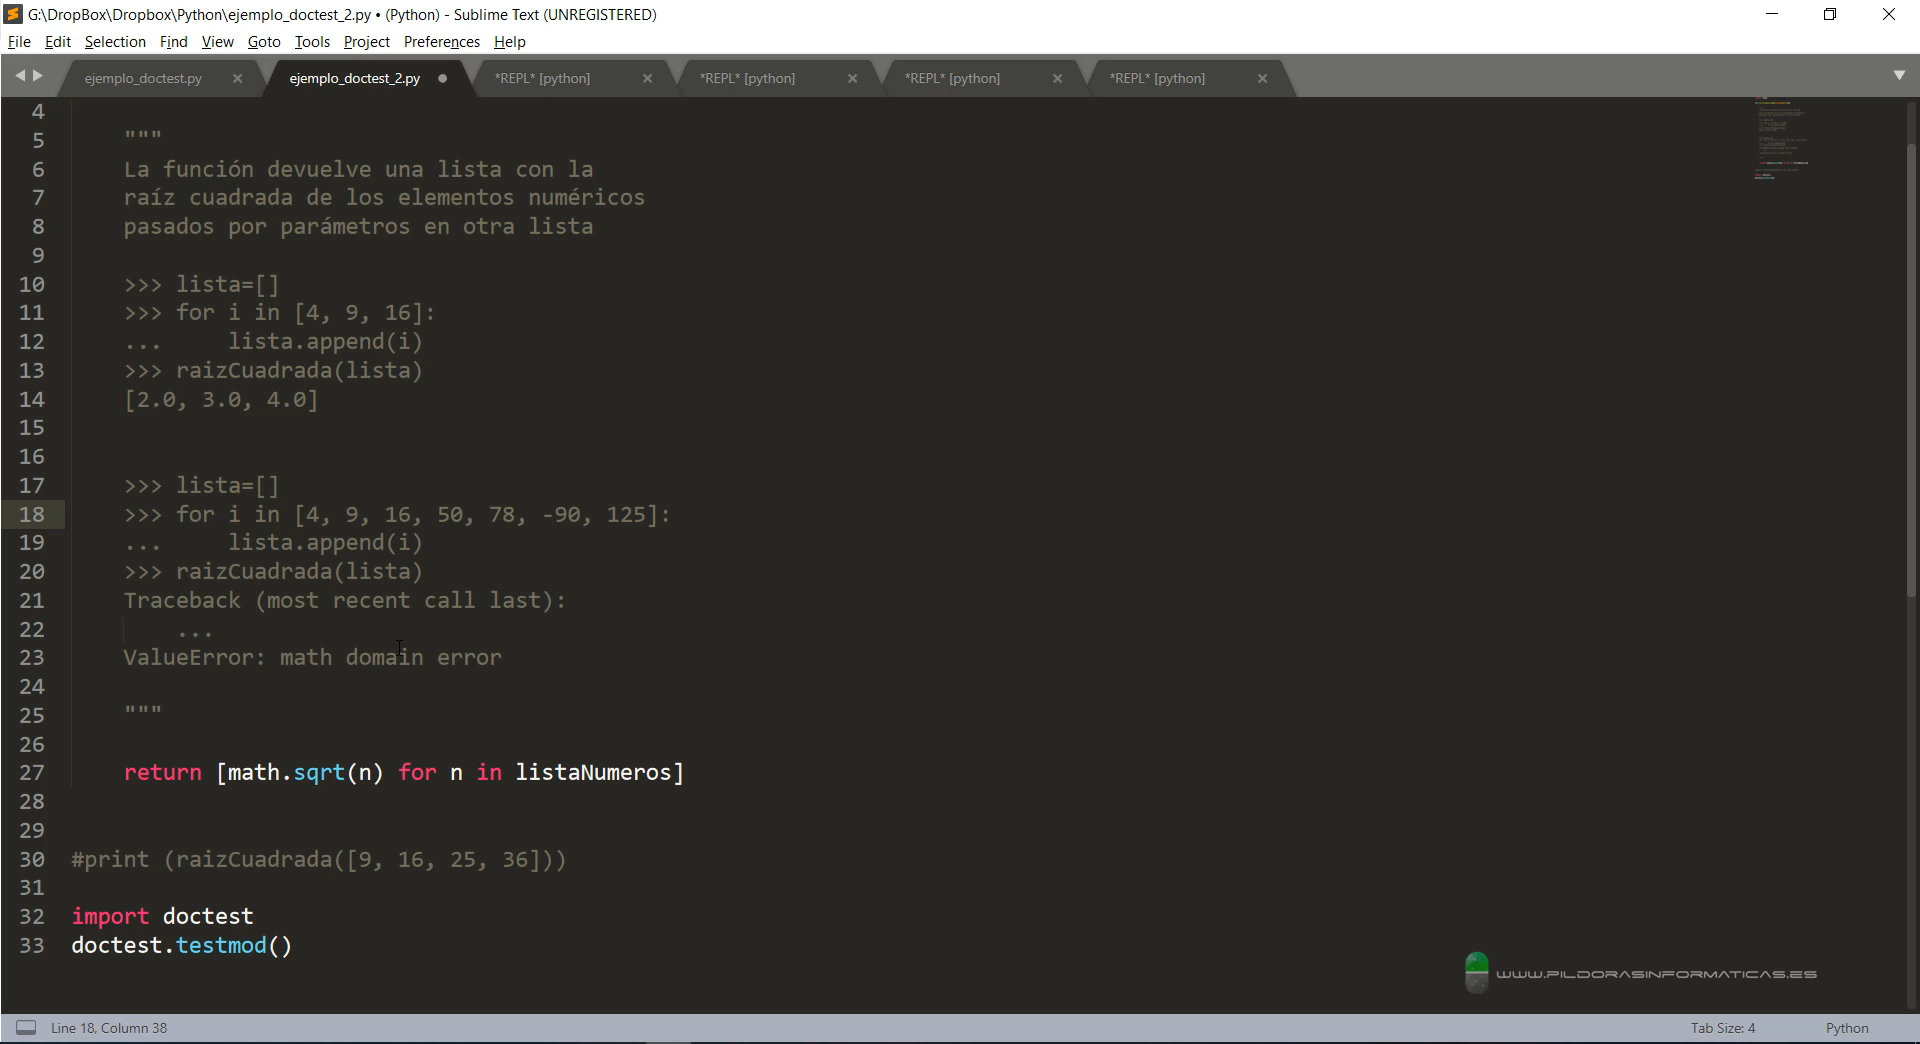 G:\DropBox\Dropbox\Python\ejemplo_doctest_2.py • (Python) - Sublime Text (UNREGISTERED)
File Edit Selection Find View Goto Tools Project Preferences Help
ejemplo_doctest.py ejemplo_doctest_2.py *REPL* [python] *REPL* [python] *REPL* [python] *REPL* [python]
4
5 """
6 La función devuelve una lista con la
7 raíz cuadrada de los elementos numéricos
8 pasados por parámetros en otra lista
9
10 >>> lista=[]
11 >>> for i in [4, 9, 16]:
12 ...     lista.append(i)
13 >>> raizCuadrada(lista)
14 [2.0, 3.0, 4.0]
15
16
17 >>> lista=[]
18 >>> for i in [4, 9, 16, 50, 78, -90, 125]:
19 ...     lista.append(i)
20 >>> raizCuadrada(lista)
21 Traceback (most recent call last):
22     ...
23 ValueError: math domain error
24
25 """
26
27 return [math.sqrt(n) for n in listaNumeros]
28
29
30 #print (raizCuadrada([9, 16, 25, 36]))
31
32 import doctest
33 doctest.testmod()
WWW.PILDORASINFORMATICAS.ES
Line 18, Column 38 Tab Size: 4 Python